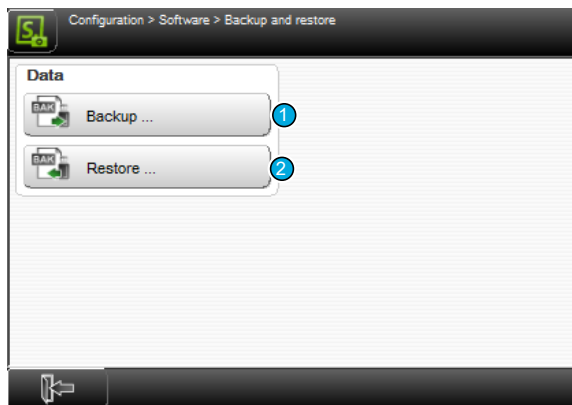 Configuration > Software > Backup and restore
Data
BAK
Backup ...
1
BAK
Restore ...
2